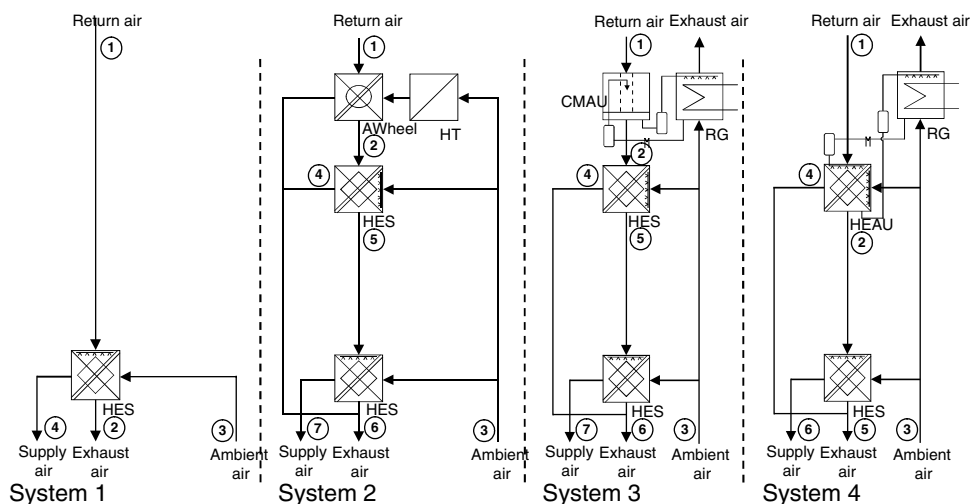 Return air
1
HES
4
2
3
Supply
air
Exhaust
air
Ambient
air
System 1
Return air
1
AWheel
HT
2
4
HES
5
HES
7
6
3
Supply
air
Exhaust
air
Ambient
air
System 2
Return air
Exhaust air
1
CMAU
RG
2
4
HES
5
HES
7
6
3
Supply
air
Exhaust
air
Ambient
air
System 3
Return air
Exhaust air
1
RG
4
HEAU
2
HES
6
5
3
Supply
air
Exhaust
air
Ambient
air
System 4